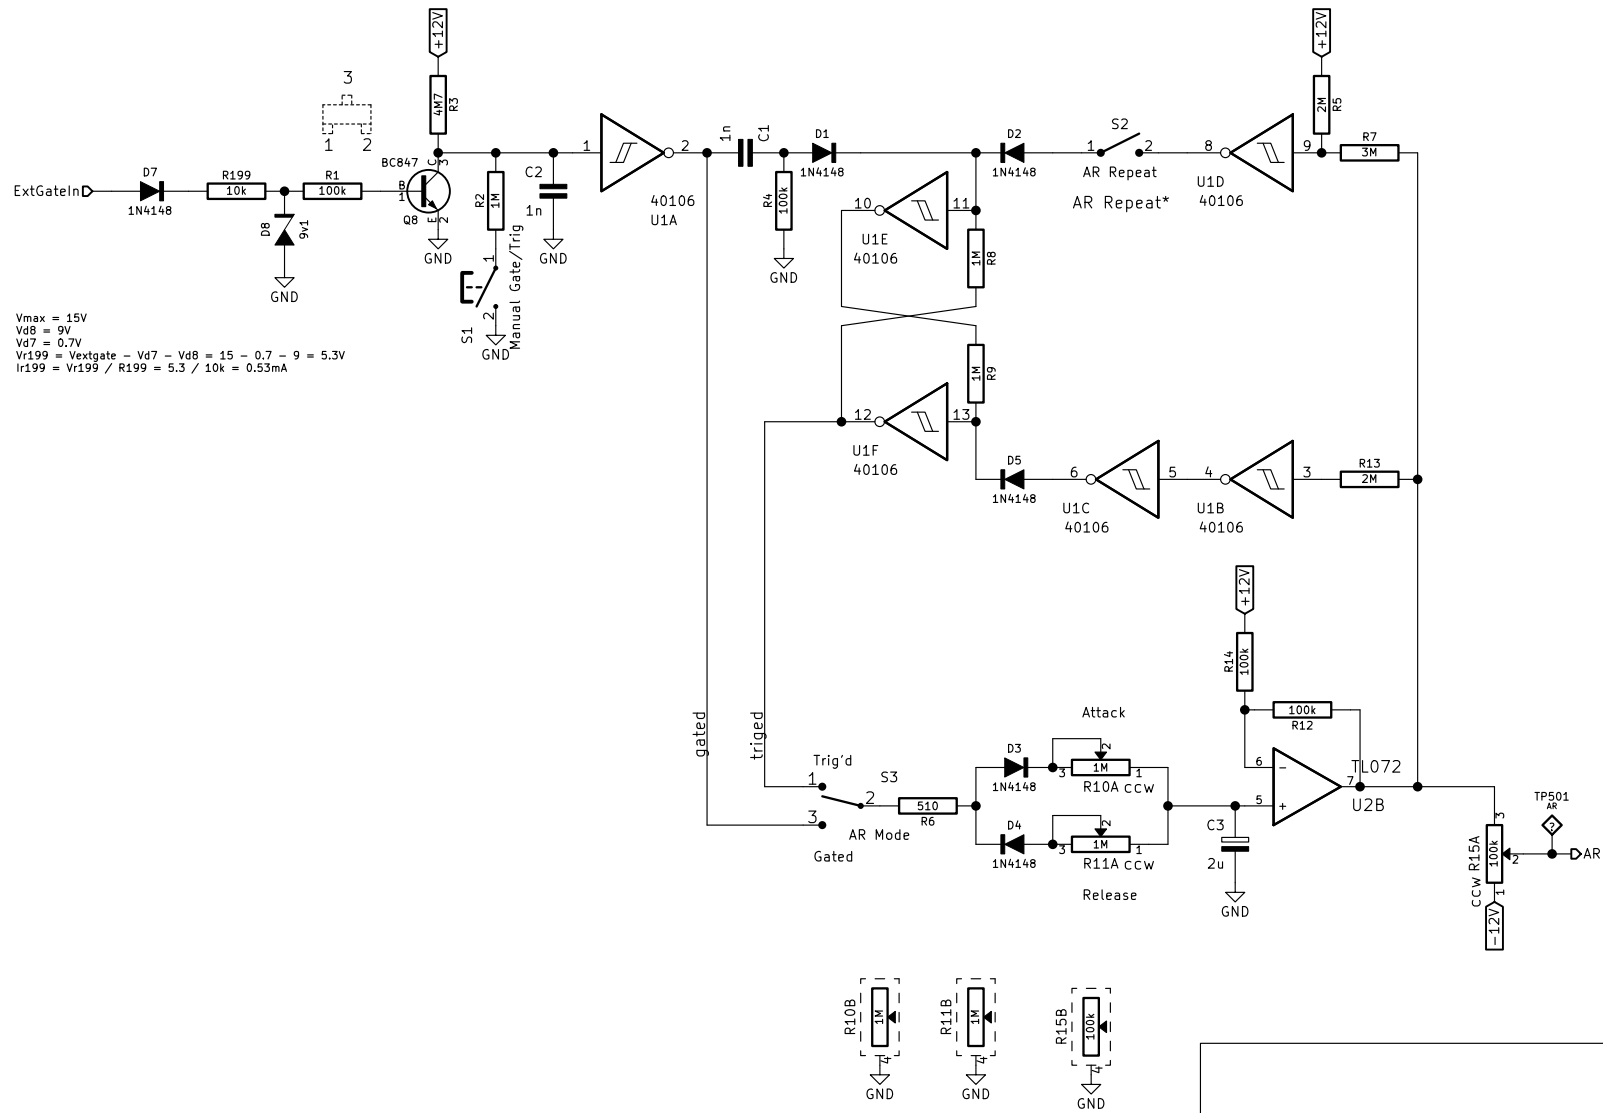 +12V
+12V
3
1 2
4M7
R3
2M
R5
R7
3M
BC847
C
3
B
1
E
2
Q8
GND
ExtGateIn
D7
1N4148
R199
10k
R1
100k
D8
9v1
GND
R2
1M
C2
1n
GND
1
2
S1
Manual Gate/Trig
GND
1
2
40106
U1A
1n
C1
R4
100k
GND
D1
1N4148
D2
1N4148
S2
1
2
AR Repeat
AR Repeat*
8
9
U1D
40106
10
11
U1E
40106
1M
R8
1M
R9
12
13
U1F
40106
D5
1N4148
6
5
U1C
40106
4
3
U1B
40106
R13
2M
Vmax = 15V
Vd8 = 9V
Vd7 = 0.7V
Vr199 = Vextgate - Vd7 - Vd8 = 15 - 0.7 - 9 = 5.3V
Ir199 = Vr199 / R199 = 5.3 / 10k = 0.53mA
+12V
R14
100k
100k
R12
gated
triged
Trig'd
1
S3
2
3
AR Mode
Gated
510
R6
Attack
D3
1N4148
3
2
1M
1
R10A
CCW
D4
1N4148
3
2
1M
1
R11A
CCW
Release
C3
2u
GND
6
5
-
+
7
TL072
U2B
3
CCW R15A
100k
2
1
-12V
TP501
AR
?
AR
R10B
1M
4
GND
R11B
1M
4
GND
R15B
100k
4
GND